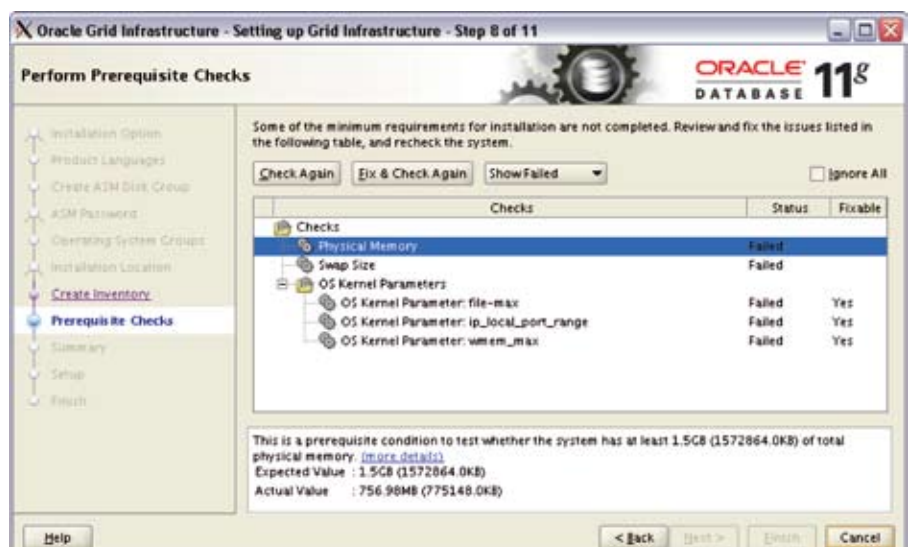 Oracle Grid Infrastructure - Setting up Grid Infrastructure - Step 8 of 11
Perform Prerequisite Checks
ORACLE
DATABASE
11g
Installation Option
Product Languages
Create ASM Disk Group
ASM Password
Operating System Groups
Installation Location
Create Inventory
Prerequisite Checks
Summary
Setup
Finish
Some of the minimum requirements for installation are not completed. Review and fix the issues listed in
the following table, and recheck the system.
Check Again Fix & Check Again Show Failed Ignore All
Checks Status Fixable
Checks
Physical Memory Failed
Swap Size Failed
OS Kernel Parameters
OS Kernel Parameter: file-max Failed Yes
OS Kernel Parameter: ip_local_port_range Failed Yes
OS Kernel Parameter: wmem_max Failed Yes
This is a prerequisite condition to test whether the system has at least 1.5GB (1572864.0KB) of total
physical memory. (more details)
Expected Value : 1.5GB (1572864.0KB)
Actual Value : 756.98MB (775148.0KB)
Help < Back Next > Finish Cancel